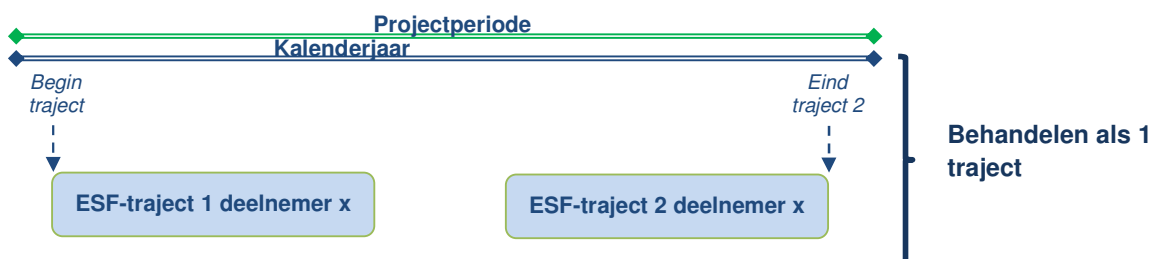 Projectperiode
Kalenderjaar
Begin
traject
Eind
traject 2
Behandelen als 1
traject
ESF-traject 1 deelnemer x
ESF-traject 2 deelnemer x